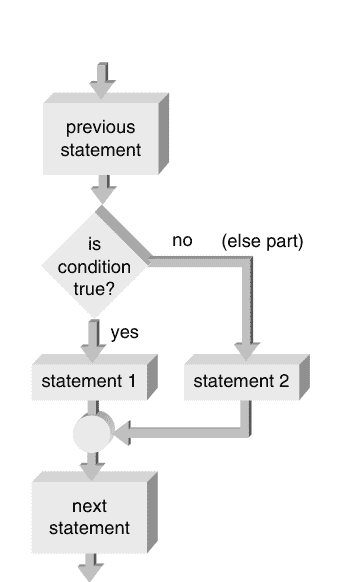 previous
statement
is
condition
true?
no (else part)
yes
statement 1
statement 2
next
statement